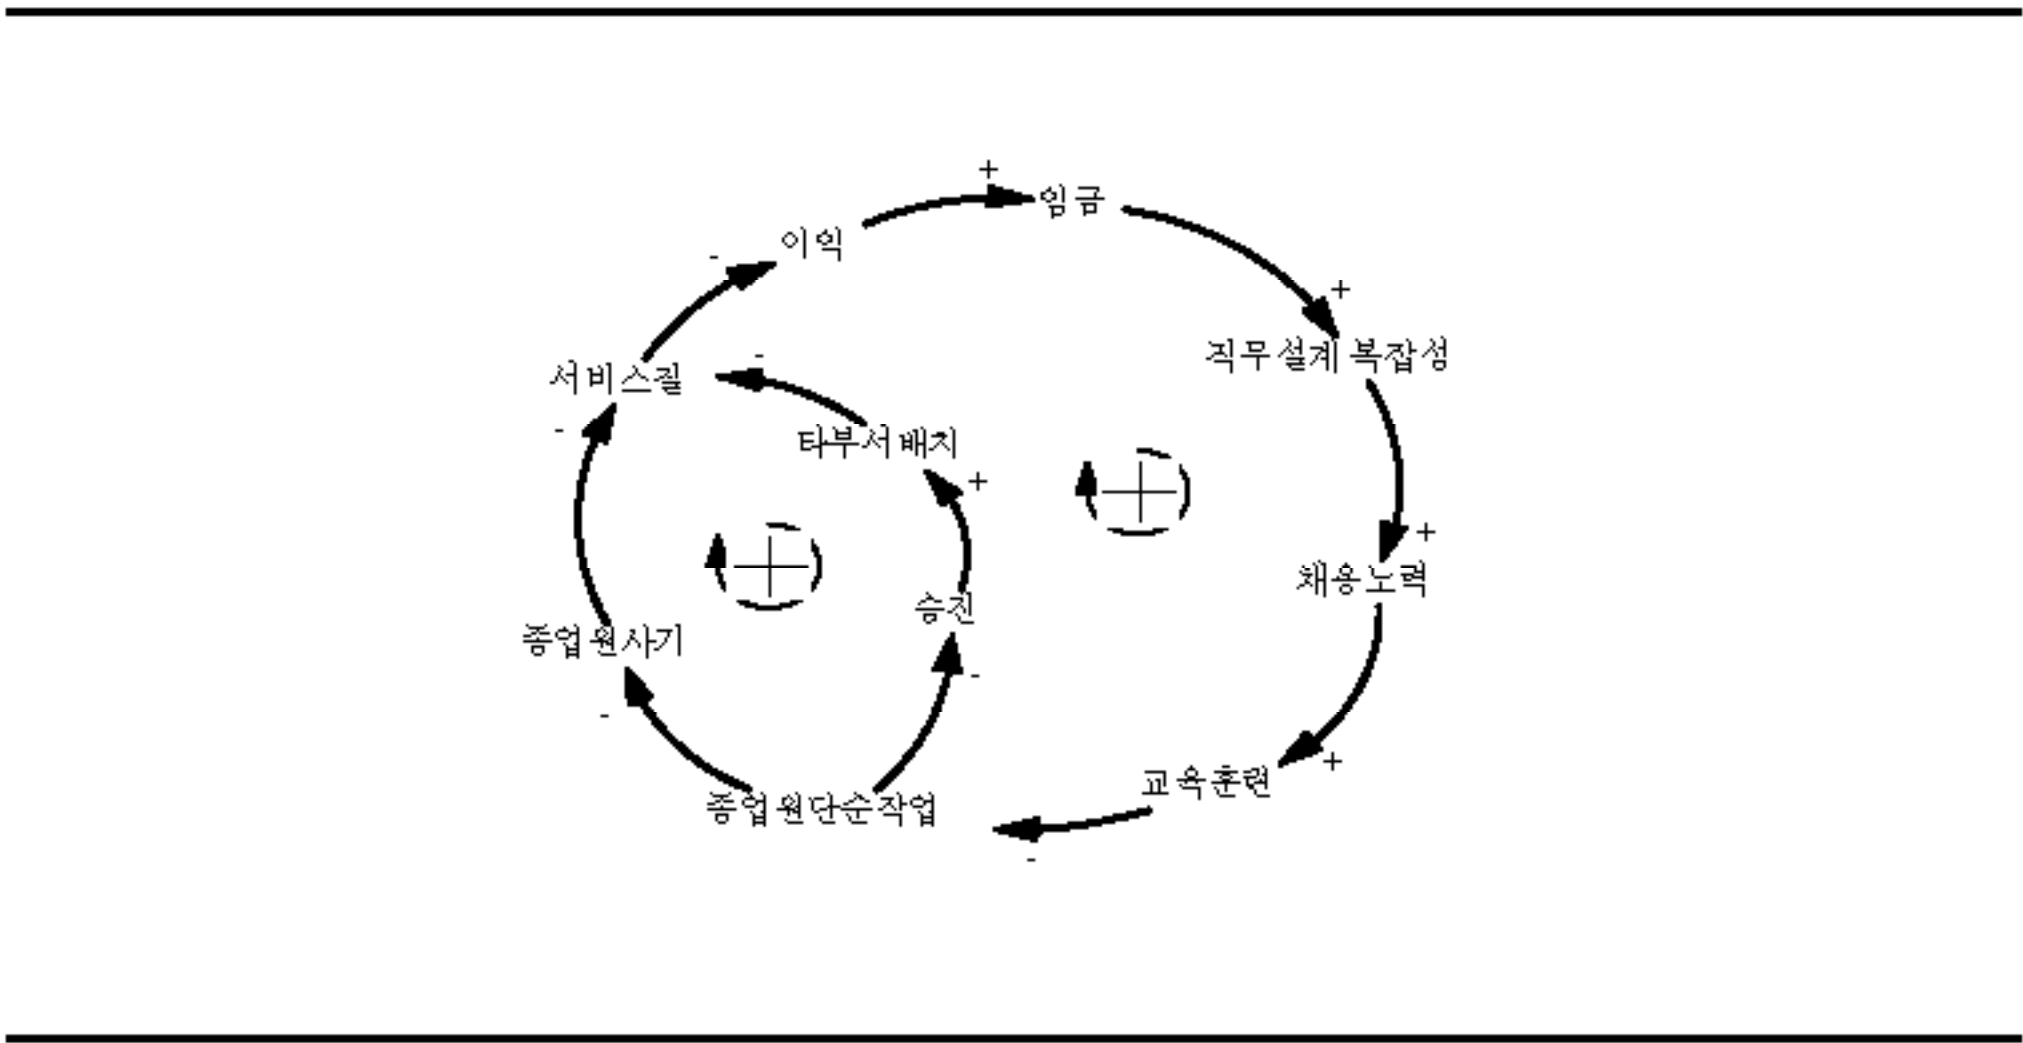 +
임금
이익
-
+
직무설계 복잡성
-
서비스질
-
타부서배치
+
+
채용노력
승진
종업원사기
-
-
+
교육훈련
종업원단순작업
-
+
+